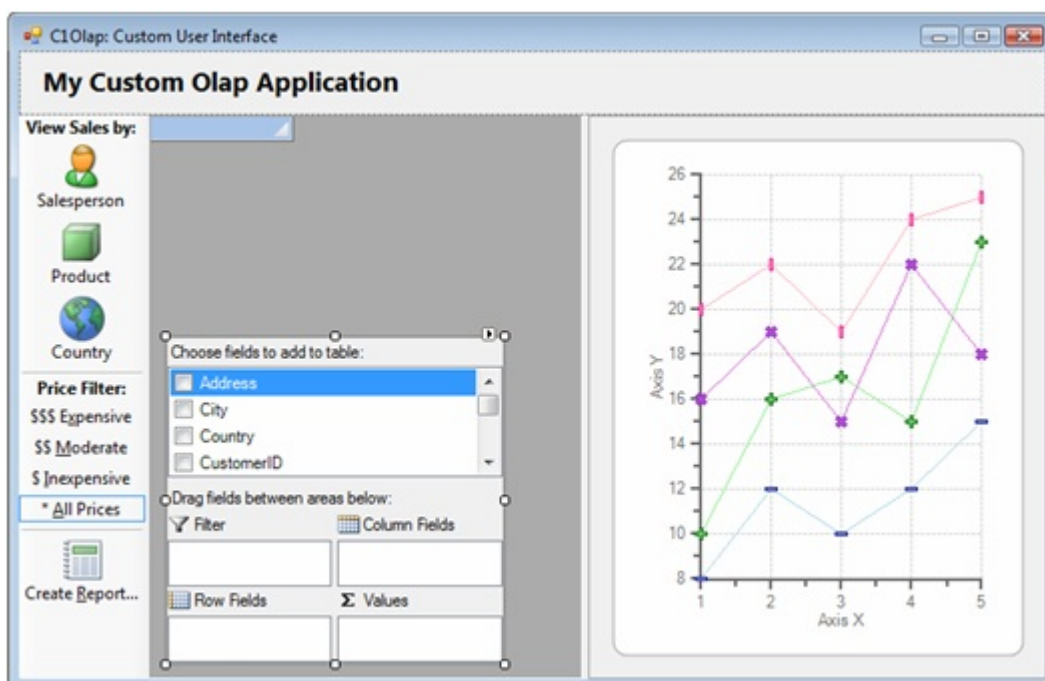 C1Olap: Custom User Interface
My Custom Olap Application
View Sales by:
Salesperson
Product
Country
Price Filter:
$$$ Expensive
$$ Moderate
$ Inexpensive
* All Prices
Create Report...
Choose fields to add to table:
Address
City
Country
CustomerID
Drag fields between areas below:
Filter
Column Fields
Row Fields
Σ Values
26
24
22
20
18
16
14
12
10
8
Axis Y
1 2 3 4 5
Axis X